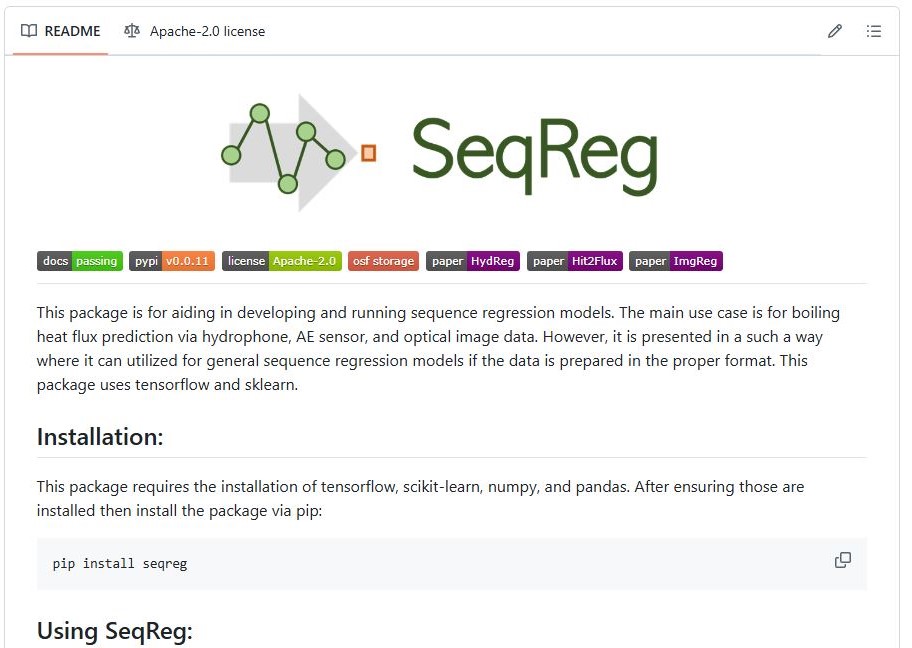 README Apache-2.0 license
SeqReg
docs passing pypi v0.0.11 license Apache-2.0 osf storage paper HydReg paper Hit2Flux paper ImgReg
This package is for aiding in developing and running sequence regression models. The main use case is for boiling
heat flux prediction via hydrophone, AE sensor, and optical image data. However, it is presented in a such a way
where it can utilized for general sequence regression models if the data is prepared in the proper format. This
package uses tensorflow and sklearn.
Installation:
This package requires the installation of tensorflow, scikit-learn, numpy, and pandas. After ensuring those are
installed then install the package via pip:
pip install seqreg
Using SeqReg: